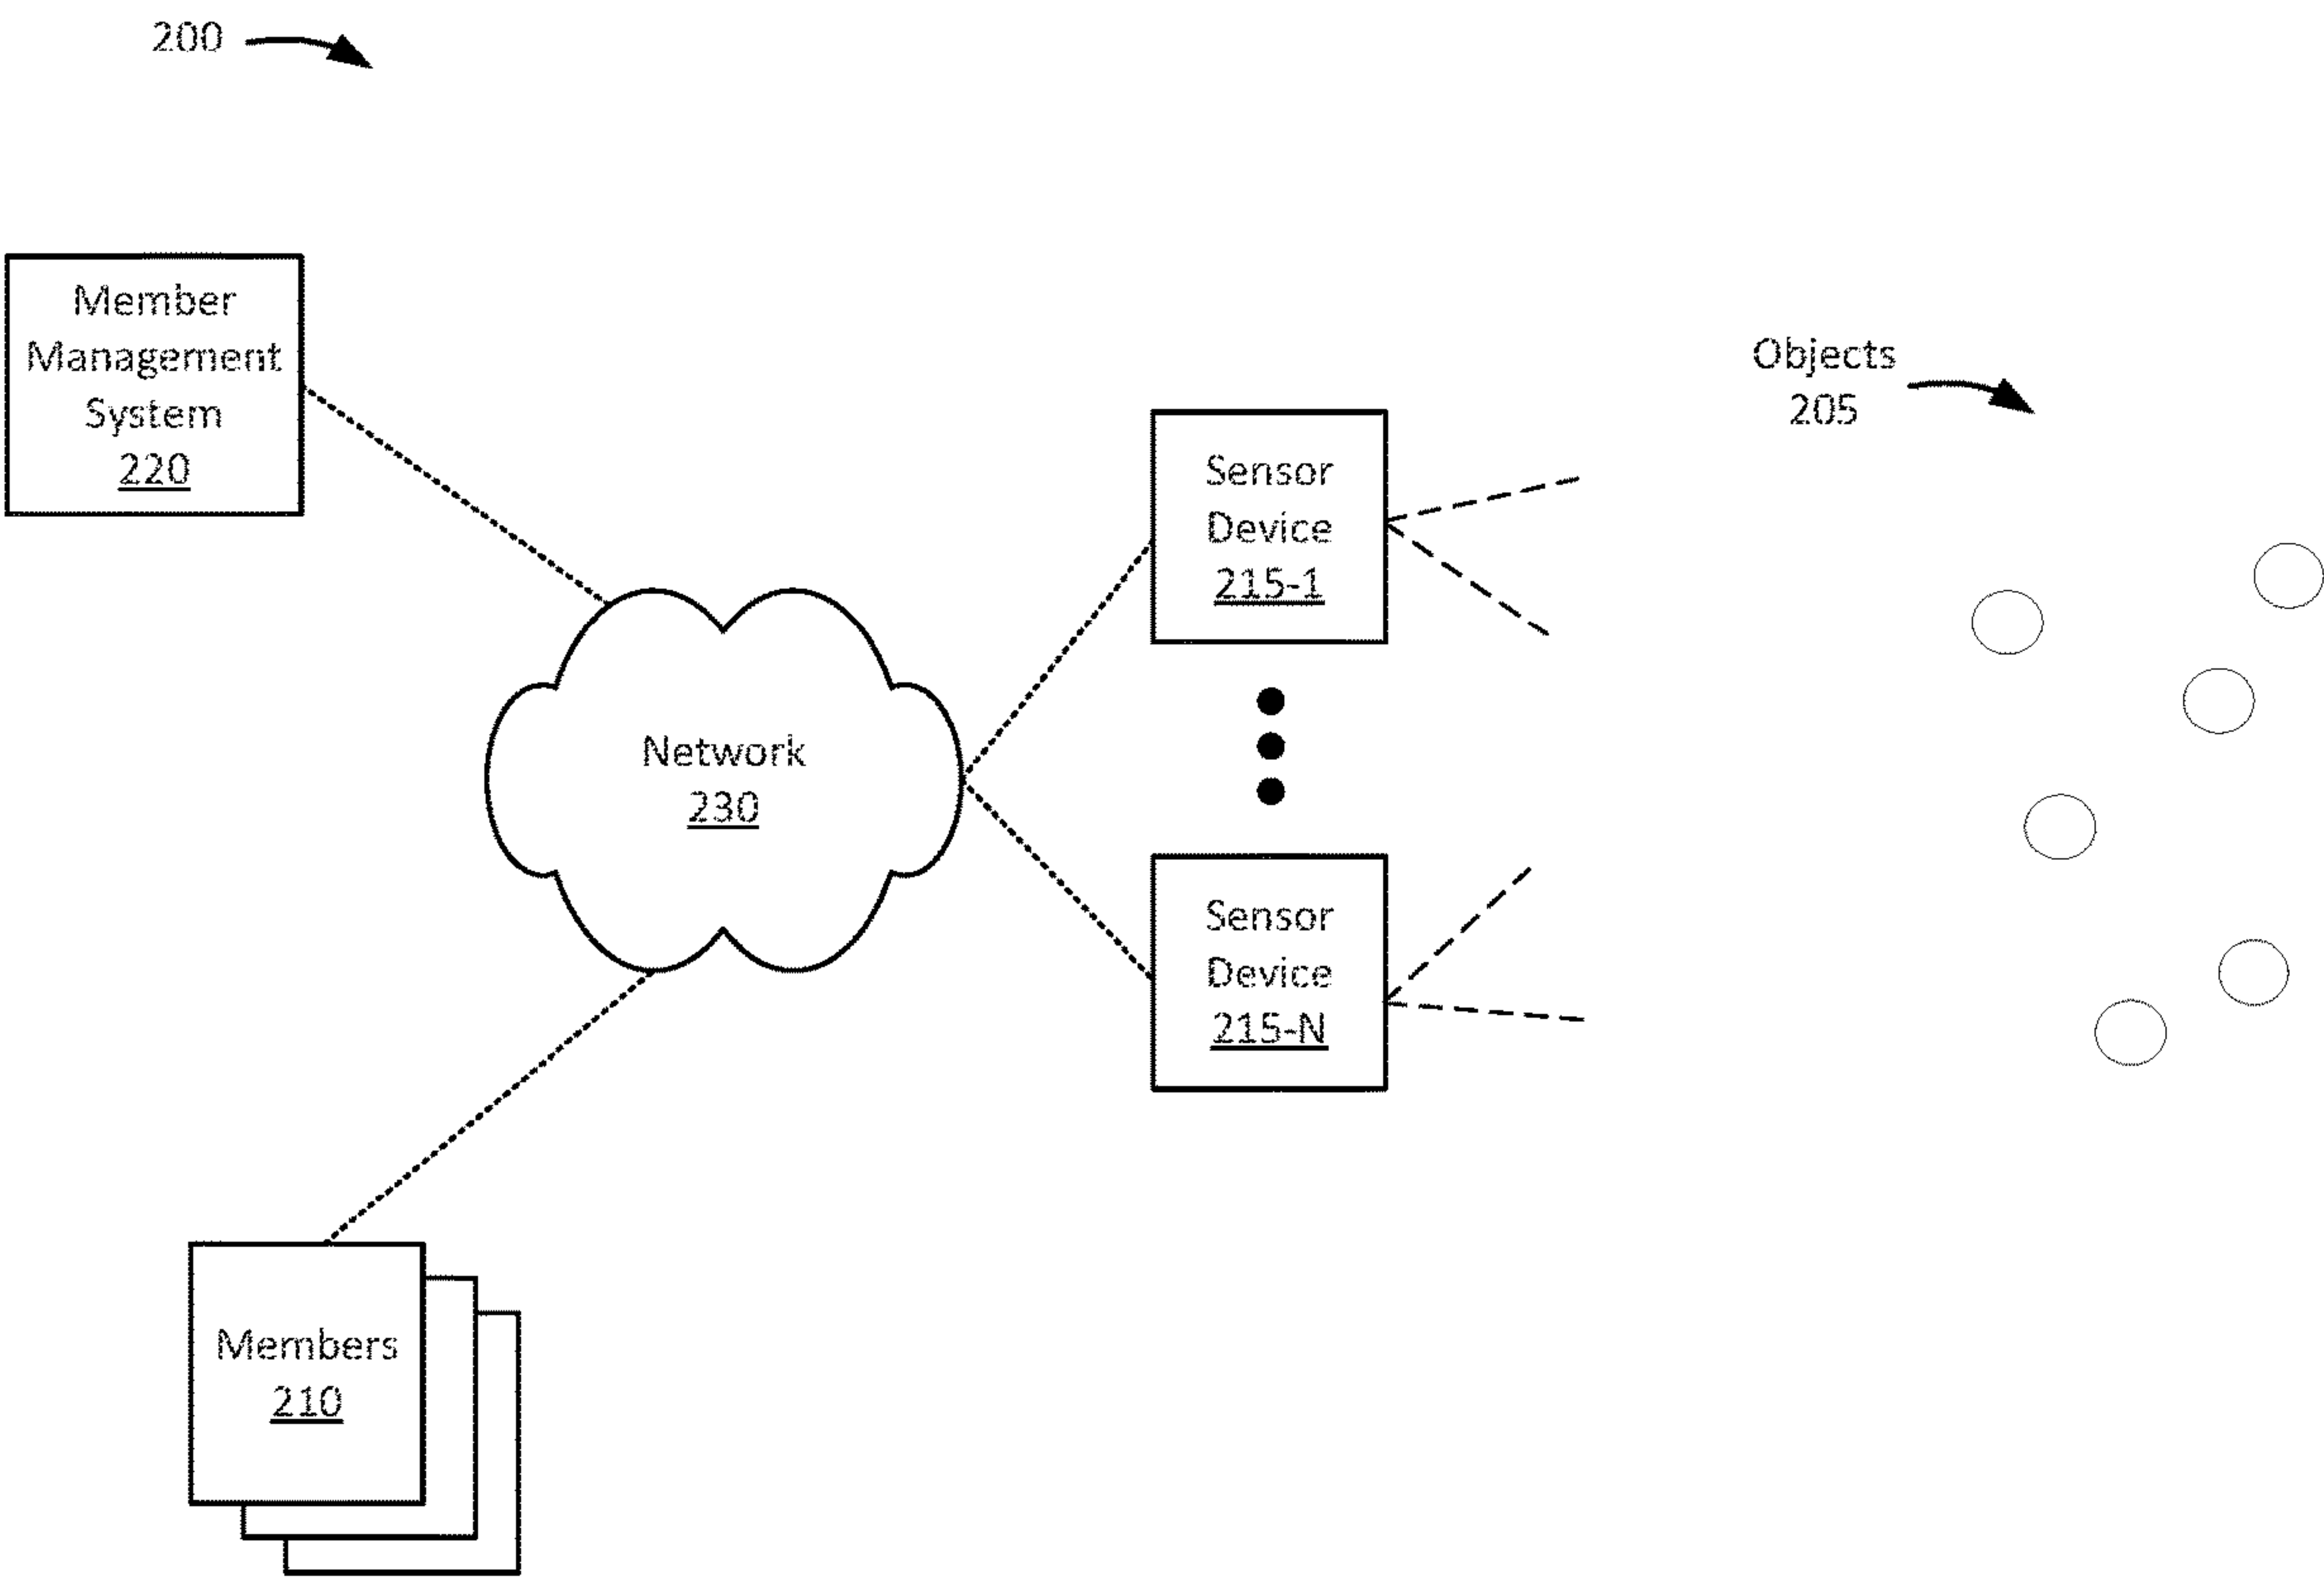 200
Member
Management
System
220
Objects
205
Sensor
Device
215-1
Network
230
Sensor
Device
215-N
Members
210